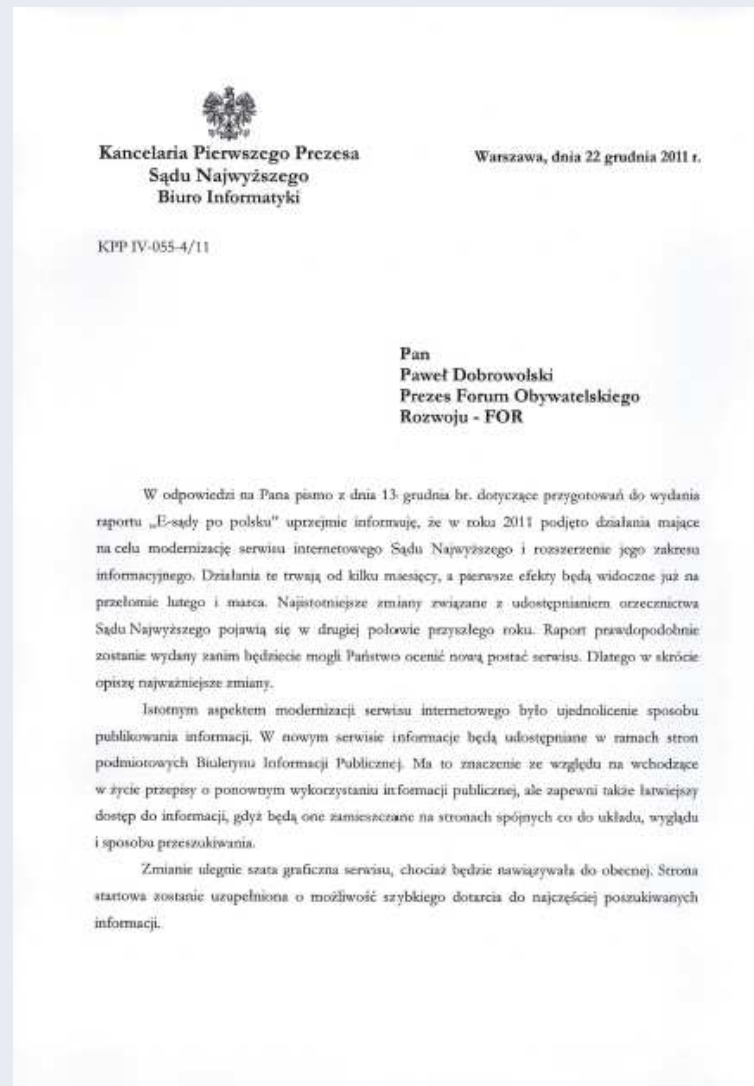 Kancelaria Pierwszego Prezesa
Sądu Najwyższego
Biuro Informatyki
Warszawa, dnia 22 grudnia 2011 r.
KPP IV-055-4/11
Pan
Paweł Dobrowolski
Prezes Forum Obywatelskiego
Rozwoju - FOR
W odpowiedzi na Pana pismo z dnia 13 grudnia br. dotyczące przygotowań do wydania
raportu „E-sądy po polsku” uprzejmie informuję, że w roku 2011 podjęto działania mające
na celu modernizację serwisu internetowego Sądu Najwyższego i rozszerzenie jego zakresu
informacyjnego. Działania te trwają od kilku miesięcy, a pierwsze efekty będą widoczne już na
przełomie lutego i marca. Najistotniejsze zmiany związane z udostępnianiem orzecznictwa
Sądu Najwyższego pojawią się w drugiej połowie przyszłego roku. Raport prawdopodobnie
zostanie wydany zanim będziecie mogli Państwo ocenić nową postać serwisu. Dlatego w skrócie
opiszę najważniejsze zmiany.
Istotnym aspektem modernizacji serwisu internetowego było ujednolicenie sposobu
publikowania informacji. W nowym serwisie informacje będą udostępniane w ramach stron
podmiotowych Biuletynu Informacji Publicznej. Ma to znaczenie ze względu na wchodzące
w życie przepisy o ponownym wykorzystaniu informacji publicznej, ale zapewni także łatwiejszy
dostęp do informacji, gdyż będą one zamieszczane na stronach spójnych co do układu, wyglądu
i sposobu przeszukiwania.
Zmianie ulegnie szata graficzna serwisu, chociaż będzie nawiązywała do obecnej. Strona
startowa zostanie uzupełniona o możliwość szybkiego dotarcia do najczęściej poszukiwanych
informacji.